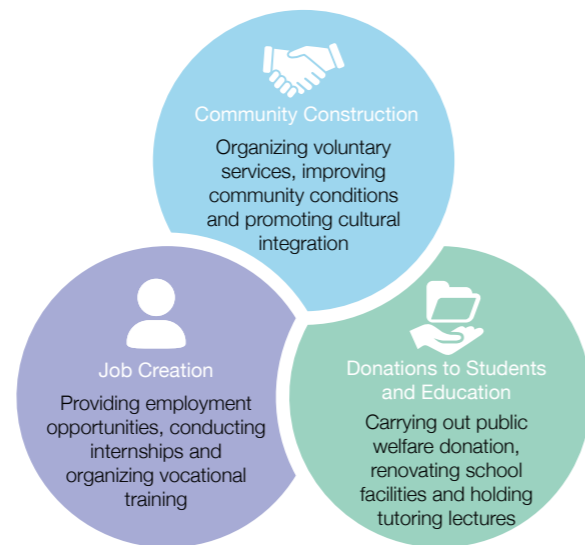 Community Construction
Organizing voluntary
services, improving
community conditions
and promoting cultural
integration
Job Creation
Providing employment
opportunities, conducting
internships and
organizing vocational
training
Donations to Students
and Education
Carrying out public
welfare donation,
renovating school
facilities and holding
tutoring lectures